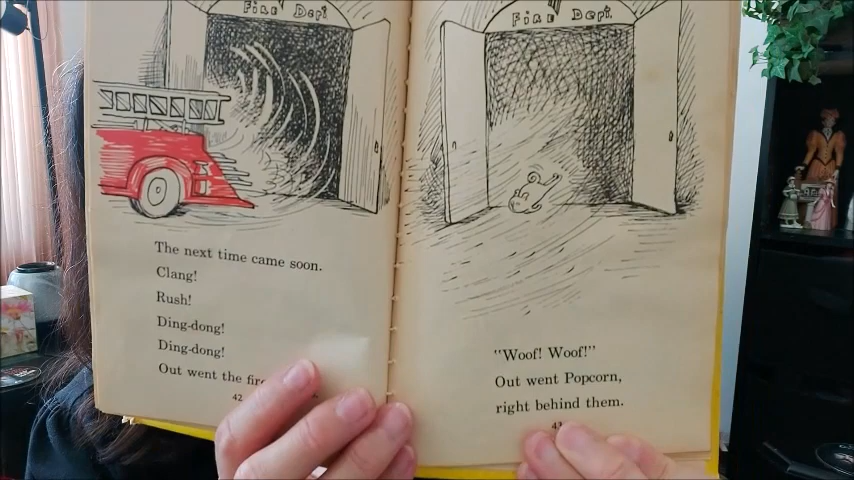 Fire Dept.
The next time came soon.
Clang!
Rush!
Ding-dong!
Ding-dong!
Out went the
42
Fire Dept.
"Woof! Woof!"
Out went Popcorn,
right behind them.